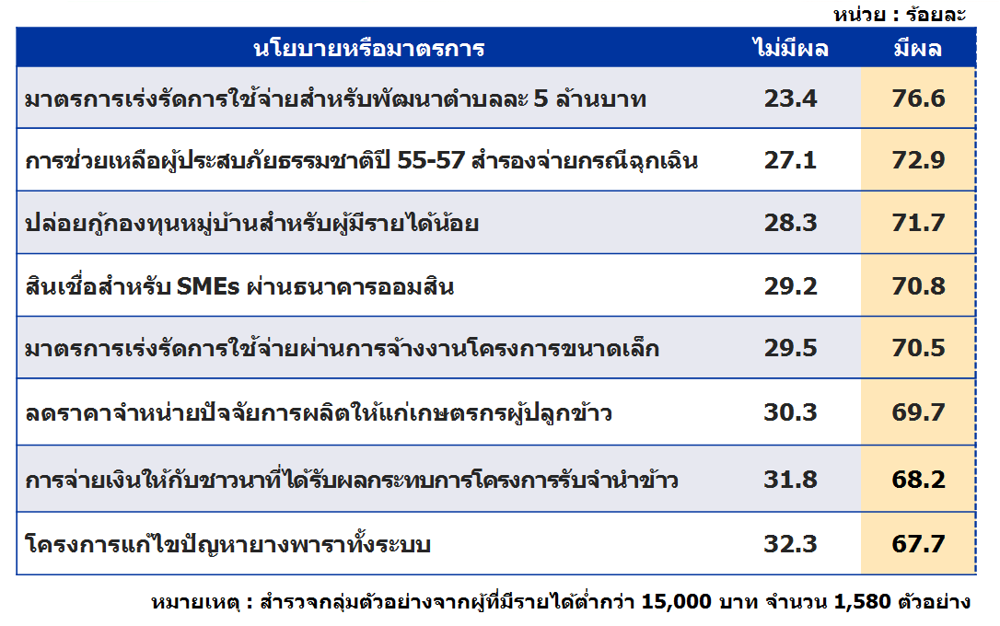 หน่วย : ร้อยละ
นโยบายหรือมาตรการ ไม่มีผล มีผล
มาตรการเร่งรัดการใช้จ่ายสำหรับพัฒนาตำบลละ 5 ล้านบาท 23.4 76.6
การช่วยเหลือผู้ประสบภัยธรรมชาติปี 55-57 สำรองจ่ายกรณีฉุกเฉิน 27.1 72.9
ปล่อยกู้กองทุนหมู่บ้านสำหรับผู้มีรายได้น้อย 28.3 71.7
สินเชื่อสำหรับ SMEs ผ่านธนาคารออมสิน 29.2 70.8
มาตรการเร่งรัดการใช้จ่ายผ่านการจ้างงานโครงการขนาดเล็ก 29.5 70.5
ลดราคาจำหน่ายปัจจัยการผลิตให้แก่เกษตรกรผู้ปลูกข้าว 30.3 69.7
การจ่ายเงินให้กับชาวนาที่ได้รับผลกระทบการโครงการรับจำนำข้าว 31.8 68.2
โครงการแก้ไขปัญหายางพาราทั้งระบบ 32.3 67.7
หมายเหตุ : สำรวจกลุ่มตัวอย่างจากผู้ที่มีรายได้ต่ำกว่า 15,000 บาท จำนวน 1,580 ตัวอย่าง